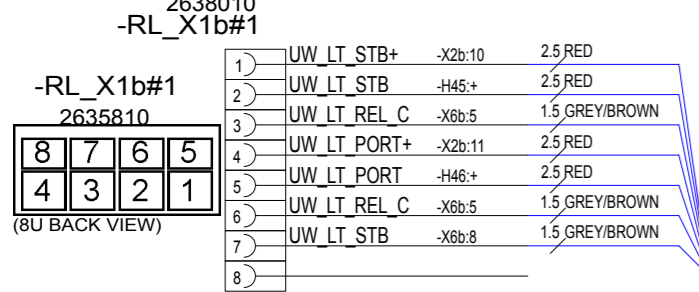 2638010
-RL_X1b#1
1 UW_LT_STB+ -X2b:10 2.5 RED
2 UW_LT_STB -H45:+ 2.5 RED
3 UW_LT_REL_C -X6b:5 1.5 GREY/BROWN
4 UW_LT_PORT+ -X2b:11 2.5 RED
5 UW_LT_PORT -H46:+ 2.5 RED
6 UW_LT_REL_C -X6b:5 1.5 GREY/BROWN
7 UW_LT_STB -X6b:8 1.5 GREY/BROWN
8
-RL_X1b#1
2635810
8 7 6 5
4 3 2 1
(8U BACK VIEW)